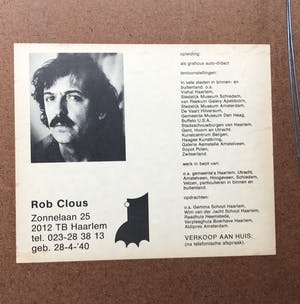 opleiding:
als graficus auto-didact
tentoonstellingen:
in vele steden in binnen- en
buitenland. o.a.
Vishal Haarlem,
Stedelijk Museum Schiedam,
van Reekum Galery Apeldoorn,
Stedelijk Museum Amsterdam,
De Vaart Hilversum,
Gemeente Museum Den Haag,
Buffalo U.S.A.,
Stadsschouwburgen van Haarlem,
Gent, Hoorn en Utrecht.
Kunstcentrum Bergen,
Haagse Kunstkring,
Galerie Aemstelle Amstelveen,
Sopot Polen,
Zwitserland
werk in bezit van:
o.a. gemeente's Haarlem, Utrecht,
Amstelveen, Hoogeveen, Schiedam,
Velzen, particulieren in binnen en
buitenland.
opdrachten:
o.a. Gemma School Haarlem,
Wim van der Jacht School Haarlem,
Raadhuis Heemstede,
Verpleeghuis Boerhave Haarlem,
Aldipres Amsterdam.
VERKOOP AAN HUIS:
(na telefonische afspraak).
Rob Clous
Zonnelaan 25
2012 TB Haarlem
tel. 023-28 38 13
geb. 28-4-'40